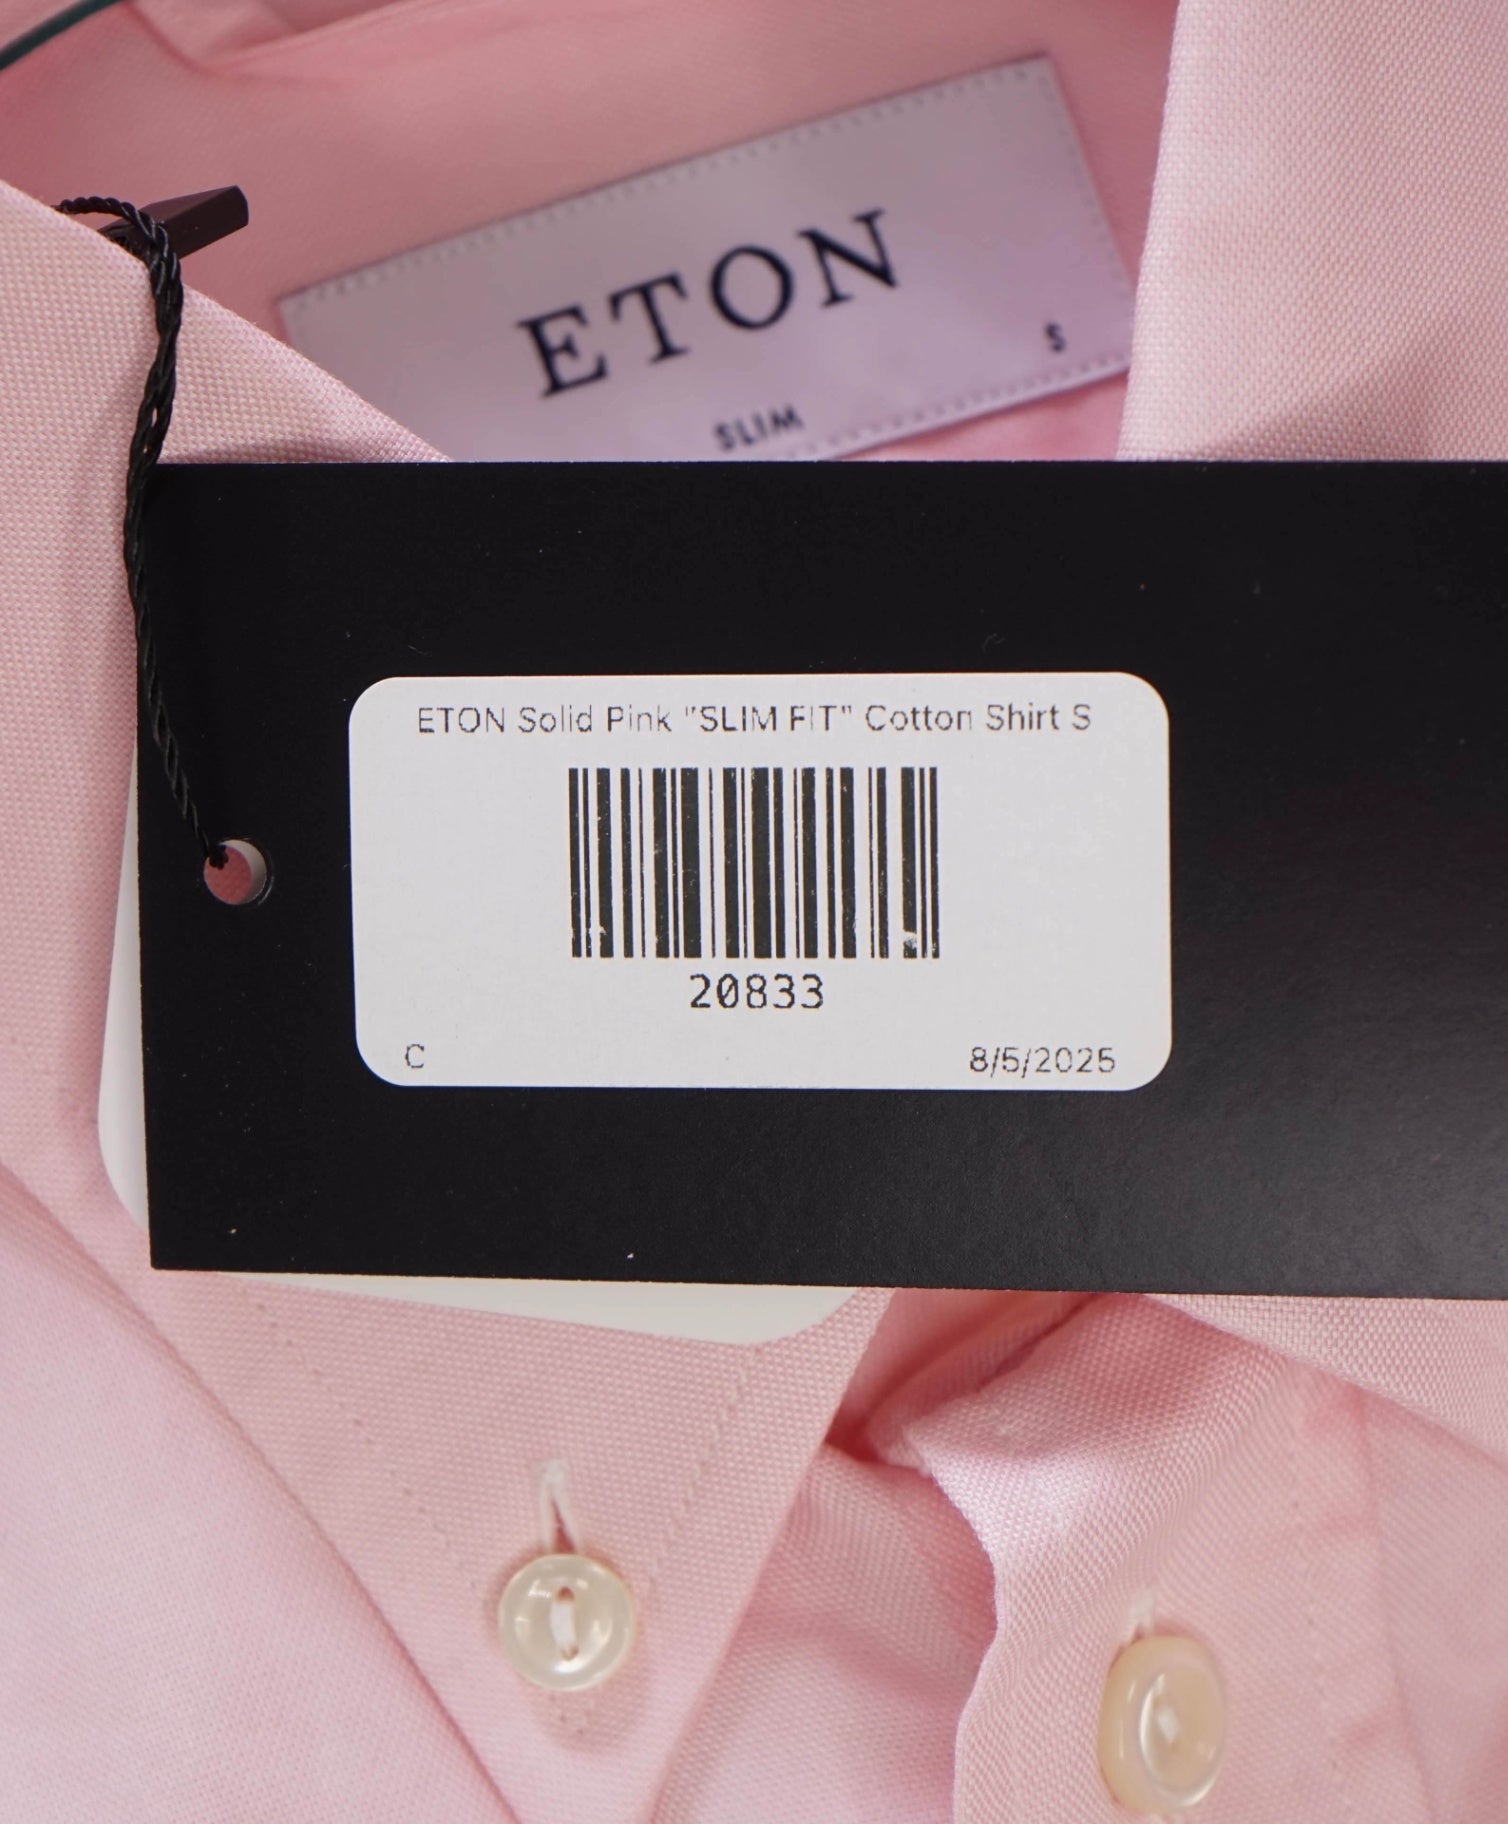 ETON
S
SLIM
ETON Solid Pink "SLIM FIT" Cotton Shirt S
20833
C
8/5/2025